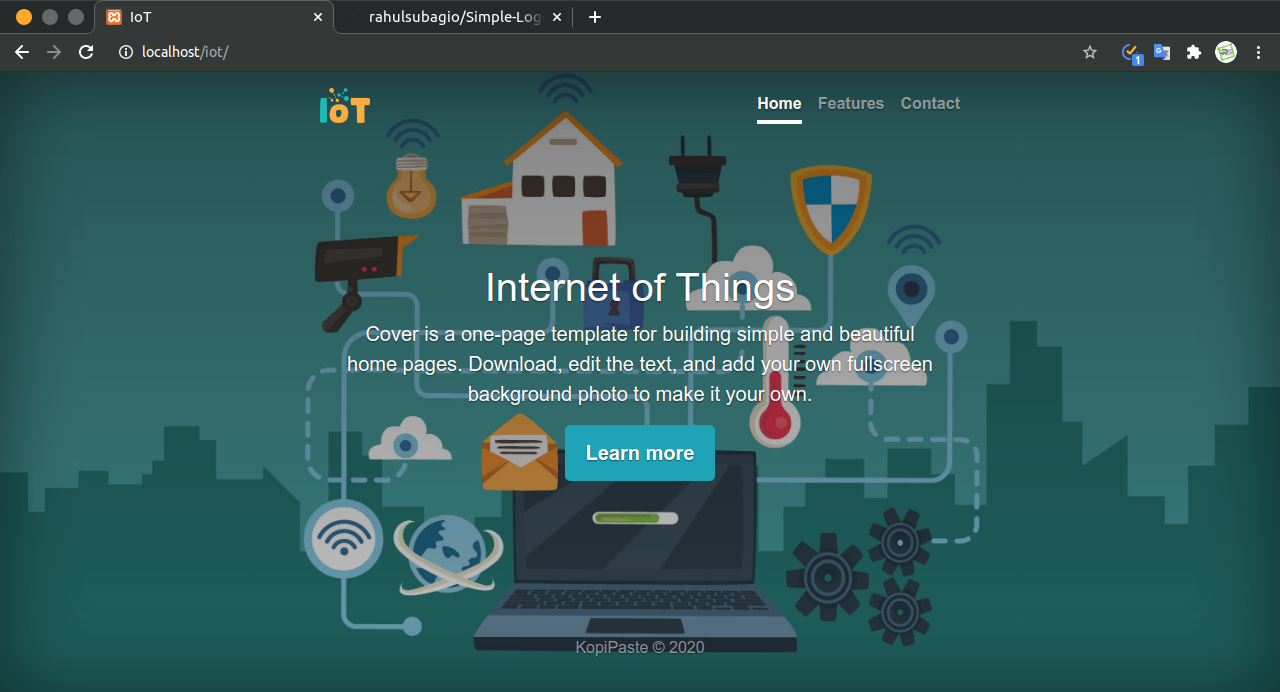 IoT
rahulsubagio/Simple-Log
localhost/iot/
1
IoT
Home Features Contact
Internet of Things
Cover is a one-page template for building simple and beautiful
home pages. Download, edit the text, and add your own fullscreen
background photo to make it your own.
Learn more
KopiPaste © 2020